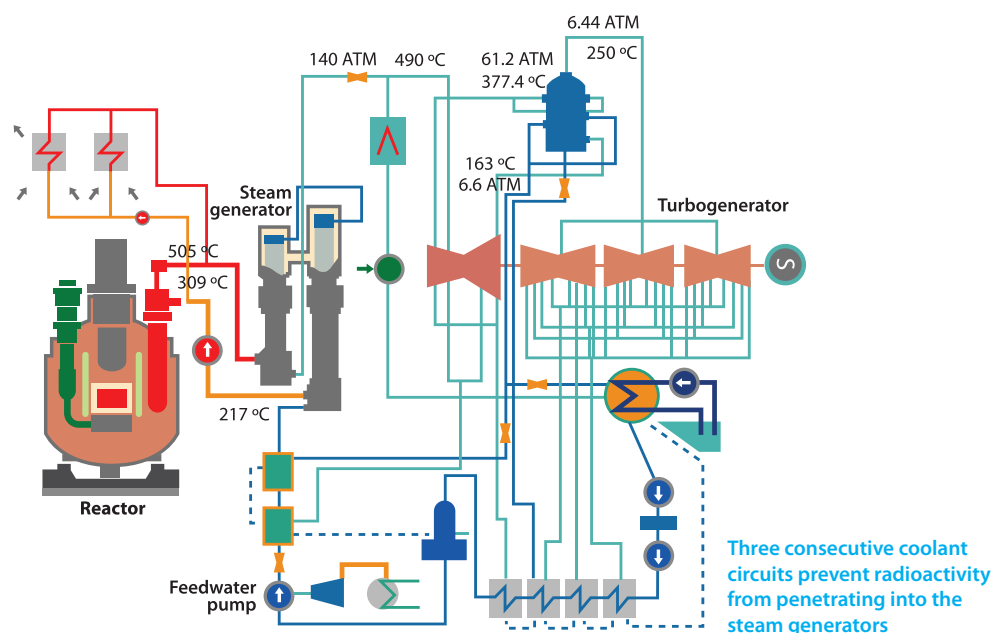 6.44 ATM
140 ATM 490 ºC
61.2 ATM
377.4 ºC
250 ºC
163 ºC
6.6 ATM
Steam
generator
Turbogenerator
505 ºC
309 ºC
S
217 ºC
Reactor
Feedwater
pump
Three consecutive coolant
circuits prevent radioactivity
from penetrating into the
steam generators